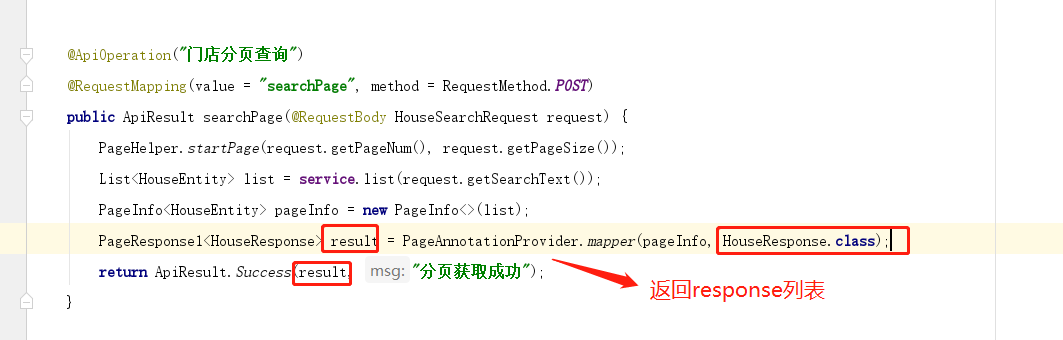 @ApiOperation("门店分页查询")
@RequestMapping(value = "searchPage", method = RequestMethod.POST)
public ApiResult searchPage(@RequestBody HouseSearchRequest request) {
PageHelper.startPage(request.getPageNum(), request.getPageSize());
List<HouseEntity> list = service.list(request.getSearchText());
PageInfo<HouseEntity> pageInfo = new PageInfo<>(list);
PageResponse1<HouseResponse> result = PageAnnotationProvider.mapper(pageInfo, HouseResponse.class);
return ApiResult.Success(result, msg: "分页获取成功");
返回response列表
}